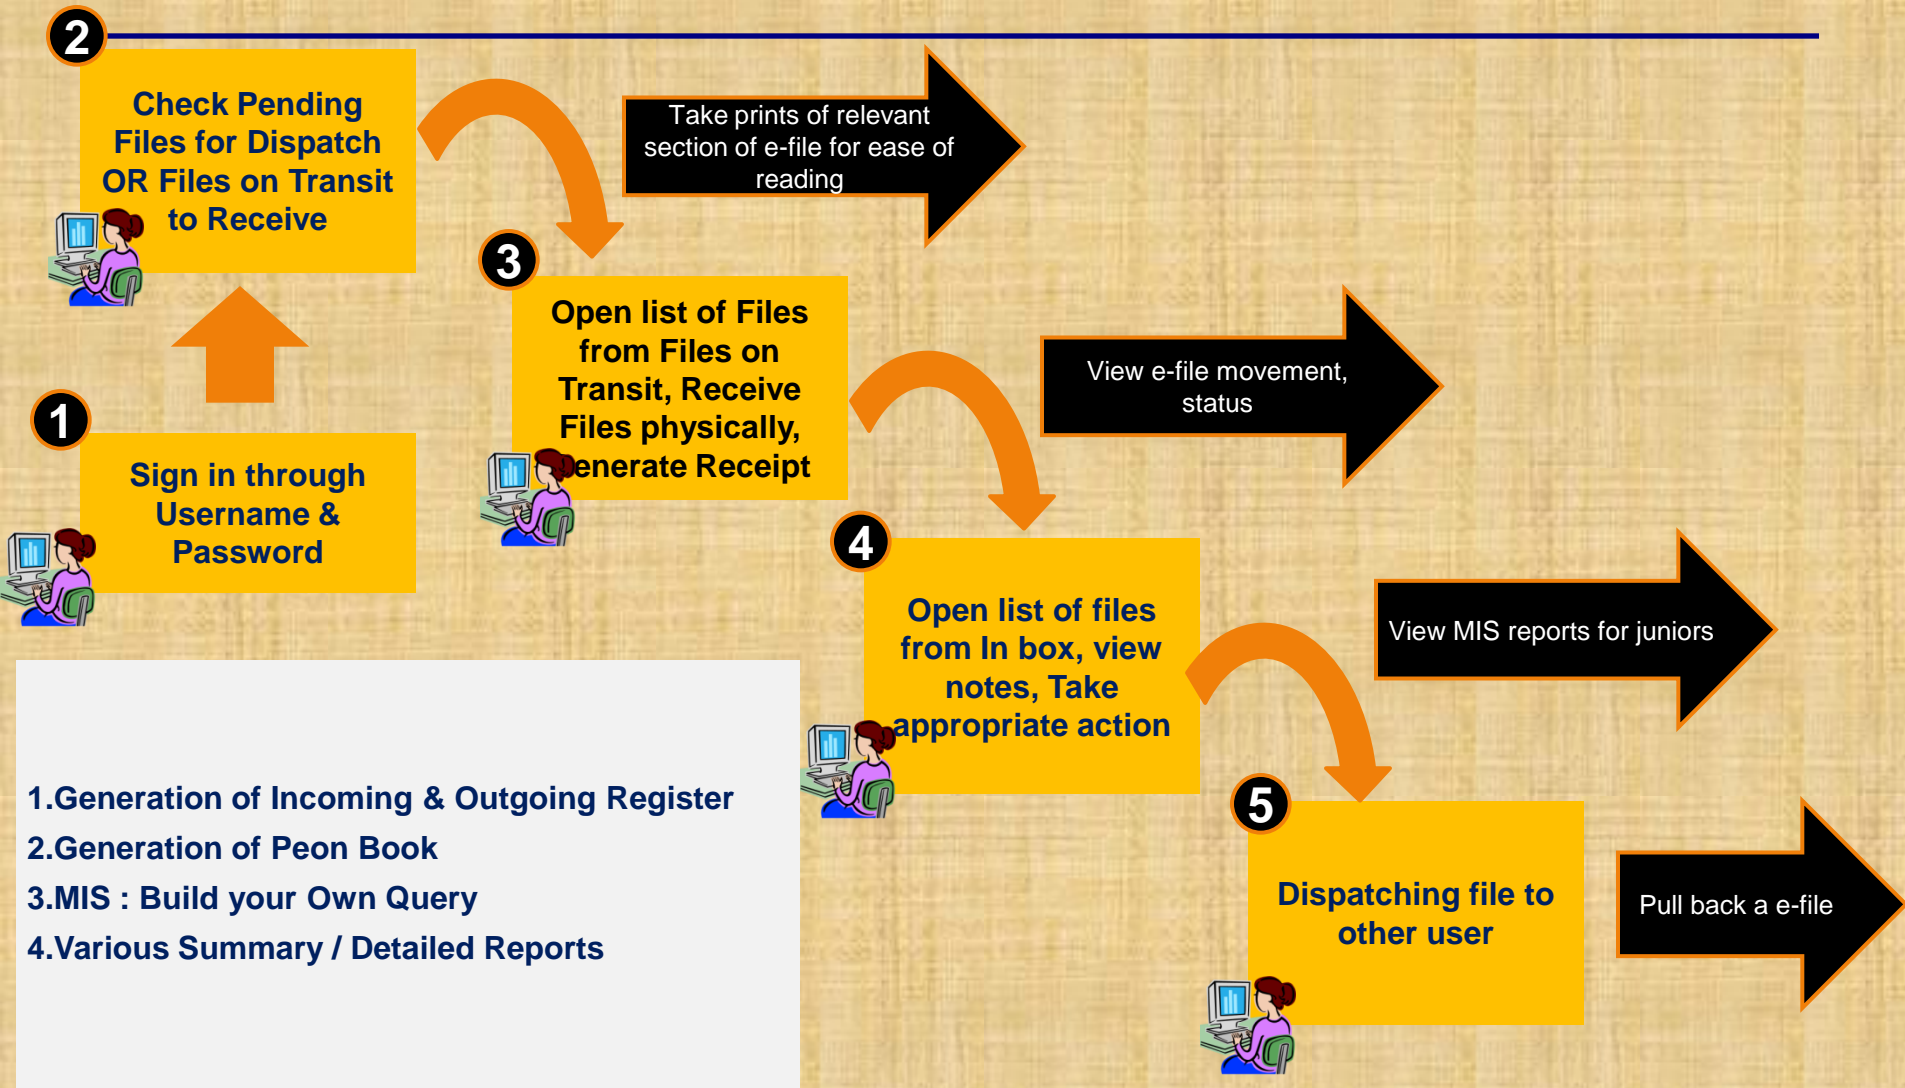 2
Check Pending
Files for Dispatch
OR Files on Transit
to Receive
Take prints of relevant
section of e-file for ease of
reading
3
Open list of Files
from Files on
Transit, Receive
Files physically,
enerate Receipt
View e-file movement,
status
1
Sign in through
Username &
Password
4
Open list of files
from In box, view
notes, Take
appropriate action
View MIS reports for juniors
5
Dispatching file to
other user
Pull back a e-file
1.Generation of Incoming & Outgoing Register
2.Generation of Peon Book
3.MIS : Build your Own Query
4.Various Summary / Detailed Reports